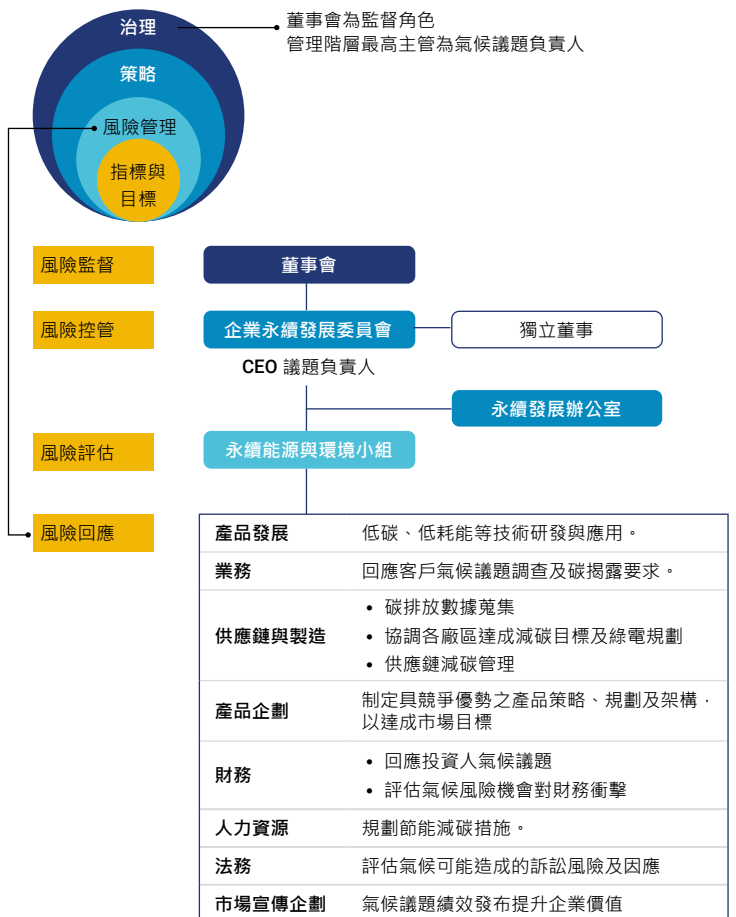 治理
董事會為監督角色
管理階層最高主管為氣候議題負責人
策略
風險管理
指標與
目標
風險監督
董事會
風險控管
企業永續發展委員會
獨立董事
CEO 議題負責人
永續發展辦公室
風險評估
永續能源與環境小組
風險回應
產品發展 低碳、低耗能等技術研發與應用。
業務 回應客戶氣候議題調查及碳揭露要求。
供應鏈與製造
• 碳排放數據蒐集
• 協調各廠區達成減碳目標及綠電規劃
• 供應鏈減碳管理
產品企劃
制定具競爭優勢之產品策略、規劃及架構，
以達成市場目標
財務
• 回應投資人氣候議題
• 評估氣候風險機會對財務衝擊
人力資源 規劃節能減碳措施。
法務 評估氣候可能造成的訴訟風險及因應
市場宣傳企劃 氣候議題績效發布提升企業價值